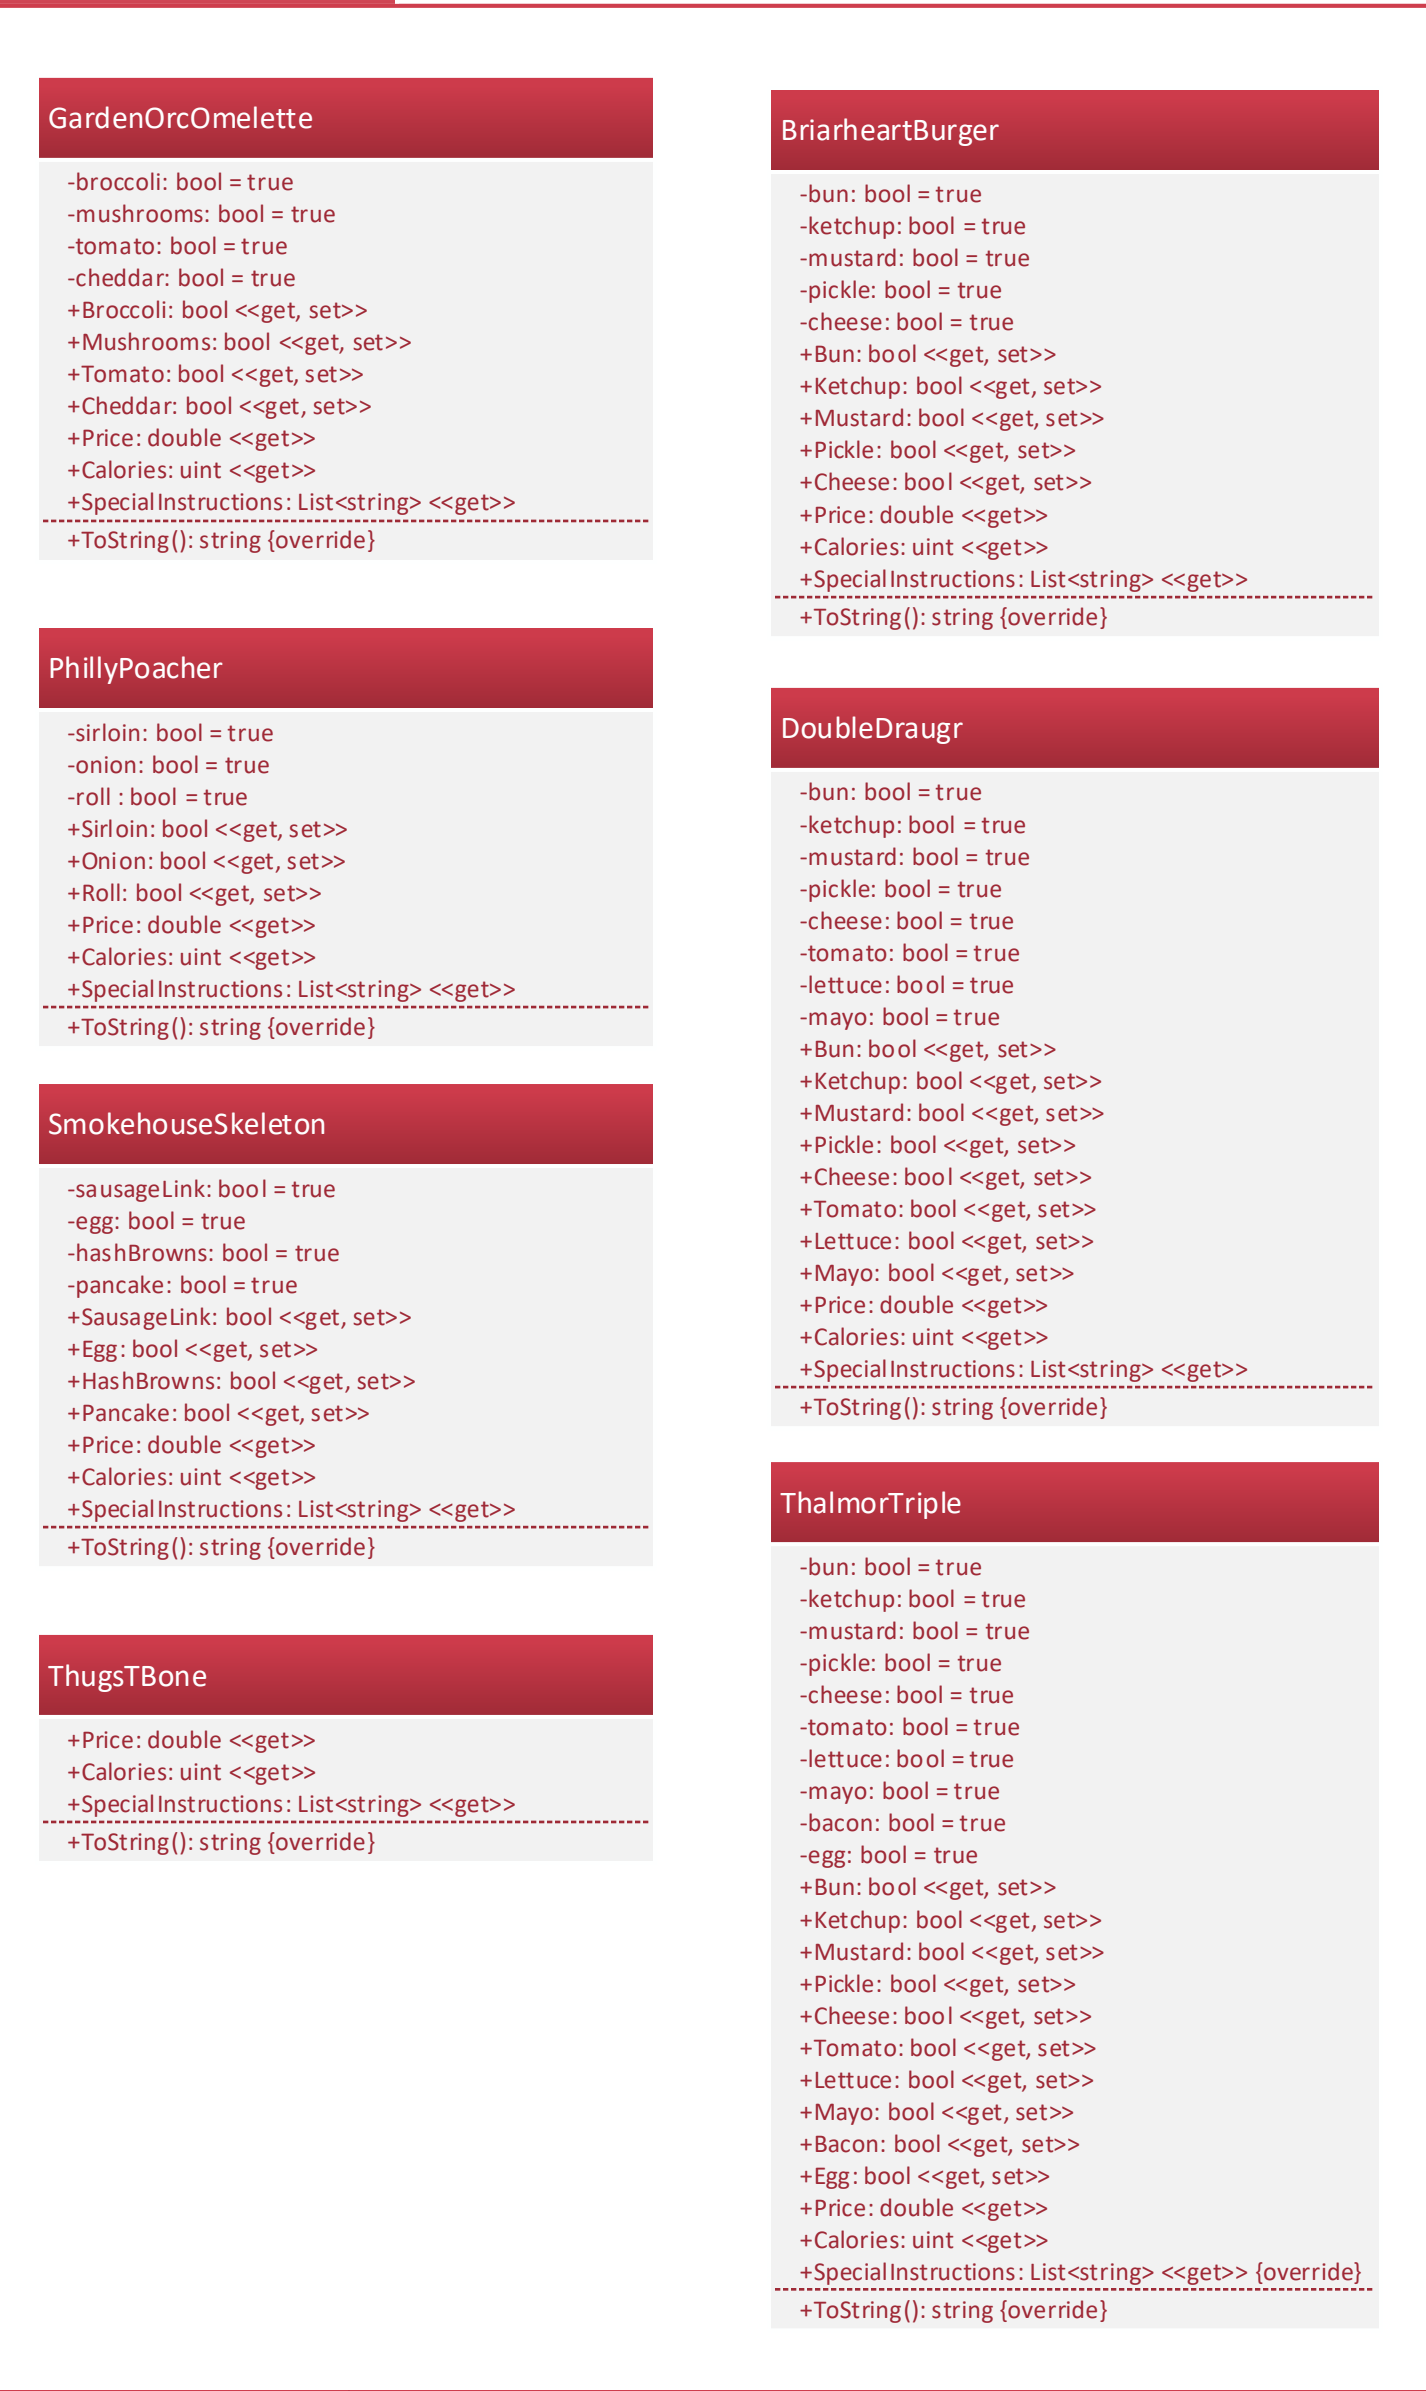 GardenOrcOmelette
-broccoli: bool = true
-mushrooms: bool = true
-tomato: bool = true
-cheddar: bool = true
+Broccoli: bool <<get, set>>
+Mushrooms: bool <<get, set>>
+Tomato: bool <<get, set>>
+Cheddar: bool <<get, set>>
+Price: double <<get>>
+Calories: uint <<get>>
+SpecialInstructions: List<string> <<get>>
+ToString(): string {override}
PhillyPoacher
-sirloin: bool = true
-onion: bool = true
-roll : bool = true
+Sirloin: bool <<get, set>>
+Onion: bool <<get, set>>
+Roll: bool <<get, set>>
+Price: double <<get>>
+Calories: uint <<get>>
+SpecialInstructions: List<string> <<get>>
+ToString(): string {override}
SmokehouseSkeleton
-sausageLink: bool = true
-egg: bool = true
-hashBrowns: bool = true
-pancake: bool = true
+SausageLink: bool <<get, set>>
+Egg: bool <<get, set>>
+HashBrowns: bool <<get, set>>
+Pancake: bool <<get, set>>
+Price: double <<get>>
+Calories: uint <<get>>
+SpecialInstructions: List<string> <<get>>
+ToString(): string {override}
ThugsTBone
+Price: double <<get>>
+Calories: uint <<get>>
+SpecialInstructions: List<string> <<get>>
+ToString(): string {override}
BriarheartBurger
-bun: bool = true
-ketchup: bool = true
-mustard: bool = true
-pickle: bool = true
-cheese: bool = true
+Bun: bool <<get, set>>
+Ketchup: bool <<get, set>>
+Mustard: bool <<get, set>>
+Pickle: bool <<get, set>>
+Cheese: bool <<get, set>>
+Price: double <<get>>
+Calories: uint <<get>>
+SpecialInstructions: List<string> <<get>>
+ToString(): string {override}
DoubleDraugr
-bun: bool = true
-ketchup: bool = true
-mustard: bool = true
-pickle: bool = true
-cheese: bool = true
-tomato: bool = true
-lettuce: bool = true
-mayo: bool = true
+Bun: bool <<get, set>>
+Ketchup: bool <<get, set>>
+Mustard: bool <<get, set>>
+Pickle: bool <<get, set>>
+Cheese: bool <<get, set>>
+Tomato: bool <<get, set>>
+Lettuce: bool <<get, set>>
+Mayo: bool <<get, set>>
+Price: double <<get>>
+Calories: uint <<get>>
+SpecialInstructions: List<string> <<get>>
+ToString(): string {override}
ThalmorTriple
-bun: bool = true
-ketchup: bool = true
-mustard: bool = true
-pickle: bool = true
-cheese: bool = true
-tomato: bool = true
-lettuce: bool = true
-mayo: bool = true
-bacon: bool = true
-egg: bool = true
+Bun: bool <<get, set>>
+Ketchup: bool <<get, set>>
+Mustard: bool <<get, set>>
+Pickle: bool <<get, set>>
+Cheese: bool <<get, set>>
+Tomato: bool <<get, set>>
+Lettuce: bool <<get, set>>
+Mayo: bool <<get, set>>
+Bacon: bool <<get, set>>
+Egg: bool <<get, set>>
+Price: double <<get>>
+Calories: uint <<get>>
+SpecialInstructions: List<string> <<get>> {override}
+ToString(): string {override}